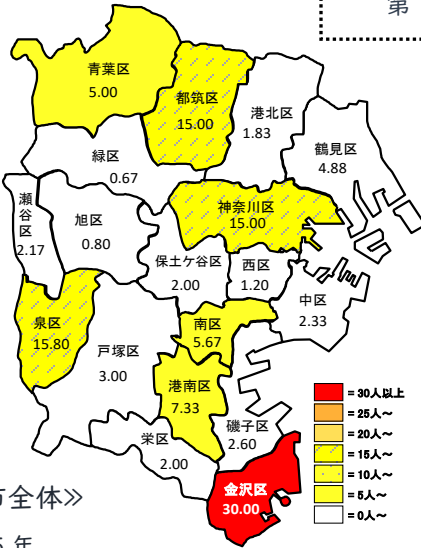 第
青葉区
5.00
都筑区
15.00
港北区
1.83
鶴見区
4.88
緑区
0.67
瀬谷区
2.17
旭区
0.80
神奈川区
15.00
保土ケ谷区
2.00
西区
1.20
中区
2.33
泉区
15.80
戸塚区
3.00
南区
5.67
港南区
7.33
磯子区
2.60
栄区
2.00
金沢区
30.00
=30人以上
=25人~
=20人~
=15人~
=10人~
=5人~
=0人~
全体≫
年